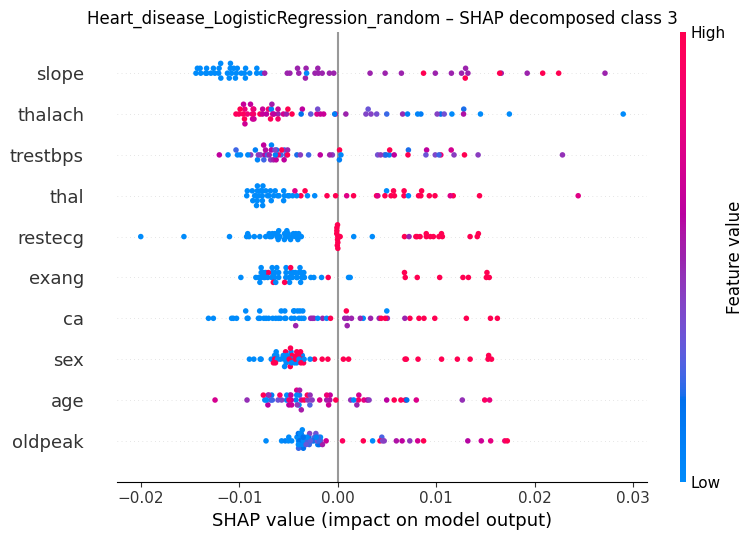 Heart_disease_LogisticRegression_random – SHAP decomposed class 3
High
slope
thalach
trestbps
thal
restecg
exang
ca
sex
age
oldpeak
Feature value
Low
−0.02 −0.01 0.00 0.01 0.02 0.03
SHAP value (impact on model output)